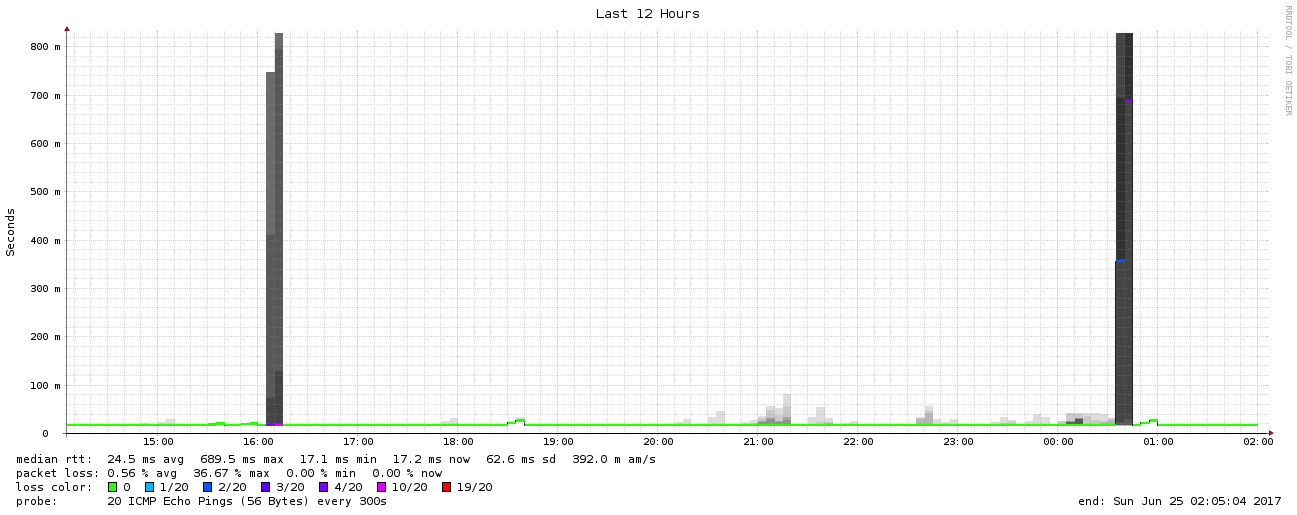 Last 12 Hours
RRDTOOL / TOBI OETIKER
Seconds
800 m
700 m
600 m
500 m
400 m
300 m
200 m
100 m
0
15:00 16:00 17:00 18:00 19:00 20:00 21:00 22:00 23:00 00:00 01:00 02:00
median rtt: 24.5 ms avg 689.5 ms max 17.1 ms min 17.2 ms now 62.6 ms sd 392.0 m am/s
packet loss: 0.56 % avg 36.67 % max 0.00 % min 0.00 % now
loss color: 0 1/20 2/20 3/20 4/20 10/20 19/20
probe: 20 ICMP Echo Pings (56 Bytes) every 300s end: Sun Jun 25 02:05:04 2017